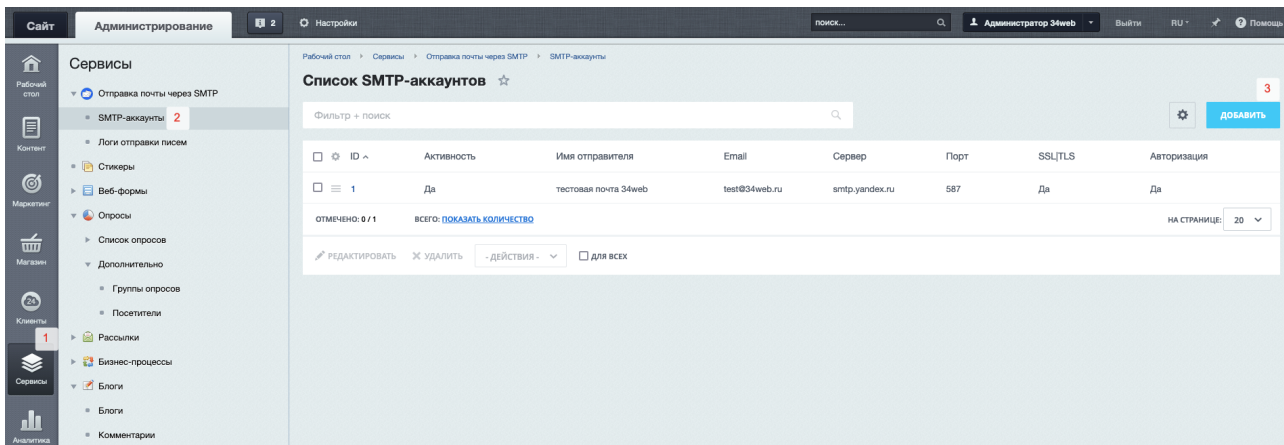 Сайт
Администрирование
2
Настройки
поиск...
Администратор 34web
Выйти
RU
Помощь
Рабочий стол
Контент
Маркетинг
Магазин
24
Клиенты
1
Сервисы
Аналитика
Сервисы
Отправка почты через SMTP
SMTP-аккаунты 2
Логи отправки писем
Стикеры
Веб-формы
Опросы
Список опросов
Дополнительно
Группы опросов
Посетители
Рассылки
Бизнес-процессы
Блоги
Блоги
Комментарии
Рабочий стол Сервисы Отправка почты через SMTP SMTP-аккаунты
Список SMTP-аккаунтов
3
Фильтр + поиск
ДОБАВИТЬ
ID Активность Имя отправителя Email Сервер Порт SSL|TLS Авторизация
1 Да тестовая почта 34web test@34web.ru smtp.yandex.ru 587 Да Да
ОТМЕЧЕНО: 0 / 1 ВСЕГО: ПОКАЗАТЬ КОЛИЧЕСТВО НА СТРАНИЦЕ: 20
РЕДАКТИРОВАТЬ УДАЛИТЬ - ДЕЙСТВИЯ - ДЛЯ ВСЕХ